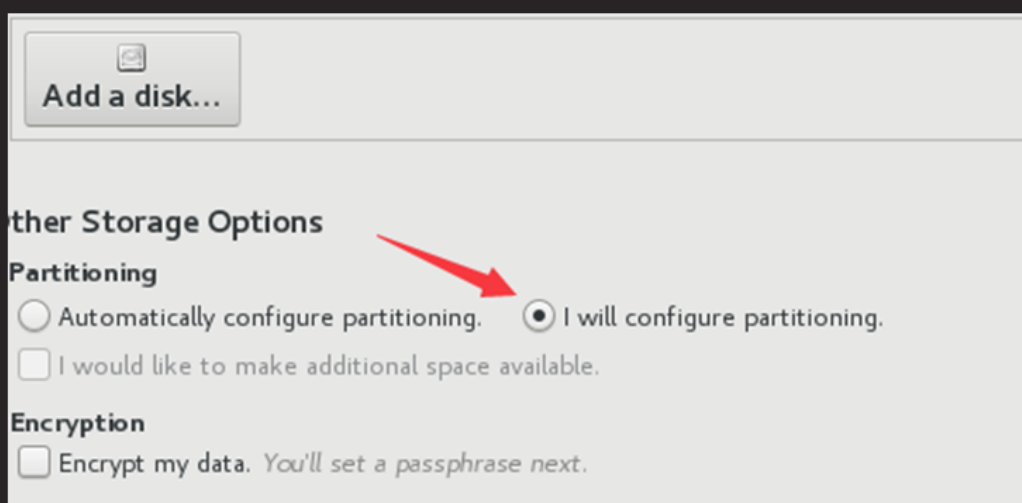 Add a disk...
ther Storage Options
Partitioning
Automatically configure partitioning. I will configure partitioning.
I would like to make additional space available.
Encryption
Encrypt my data. You'll set a passphrase next.